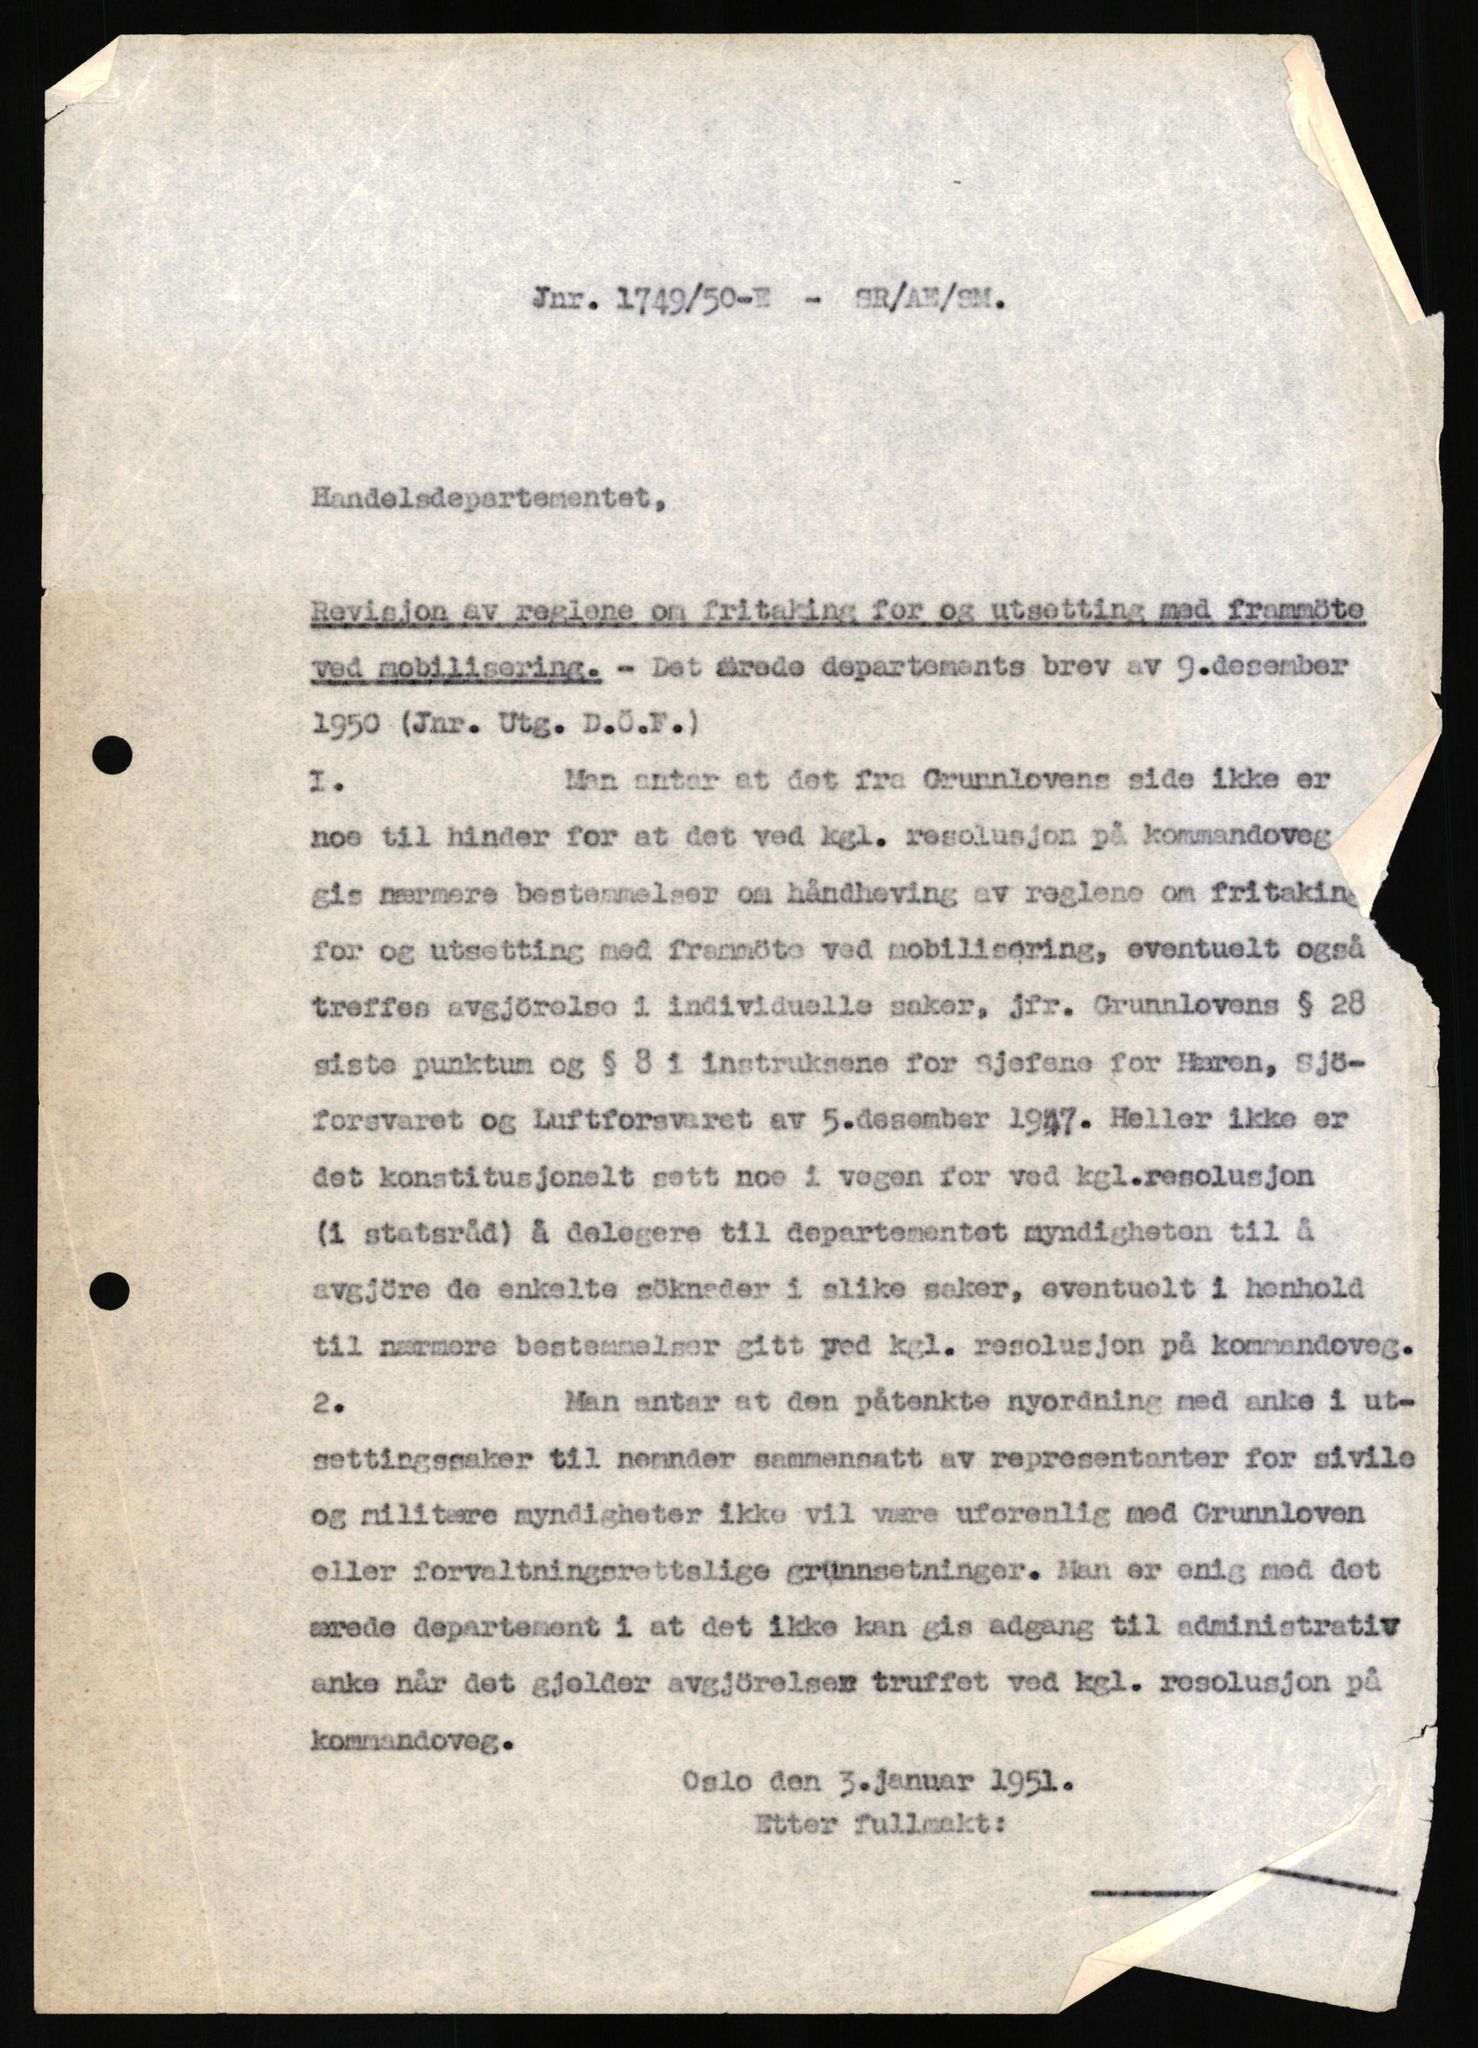 Jnr. 1749/50-E - SR/AE/SM.
Handelsdepartementet,
Revisjon av reglene om fritaking for og utsetting med frammöte
ved mobilisering. - Det ærede departements brev av 9.desember
1950 (Jnr. Utg. D.Ö.F.)
1. Man antar at det fra Grunnlovens side ikke er
noe til hinder for at det ved kgl. resolusjon på kommandoveg
gis nærmere bestemmelser om håndheving av reglene om fritaking
for og utsetting med frammöte ved mobilisering, eventuelt også
treffes avgjörelse i individuelle saker, jfr. Grunnlovens § 28
siste punktum og § 8 i instruksene for Sjefene for Hæren, Sjö-
forsvaret og Luftforsvaret av 5.desember 1947. Heller ikke er
det konstitusjonelt sett noe i vegen for ved kgl.resolusjon
(i statsråd) å delegere til departementet myndigheten til å
avgjöre de enkelte söknader i slike saker, eventuelt i henhold
til nærmere bestemmelser gitt ved kgl. resolusjon på kommandoveg.
2. Man antar at den påtenkte nyordning med anke i ut-
settingssaker til nemnder sammensatt av representanter for sivile
og militære myndigheter ikke vil være uforenlig med Grunnloven
eller forvaltningsrettslige grunnsetninger. Man er enig med det
ærede departement i at det ikke kan gis adgang til administrativ
anke når det gjelder avgjörelser truffet ved kgl. resolusjon på
kommandoveg.
Oslo den 3.januar 1951.
Etter fullmakt: